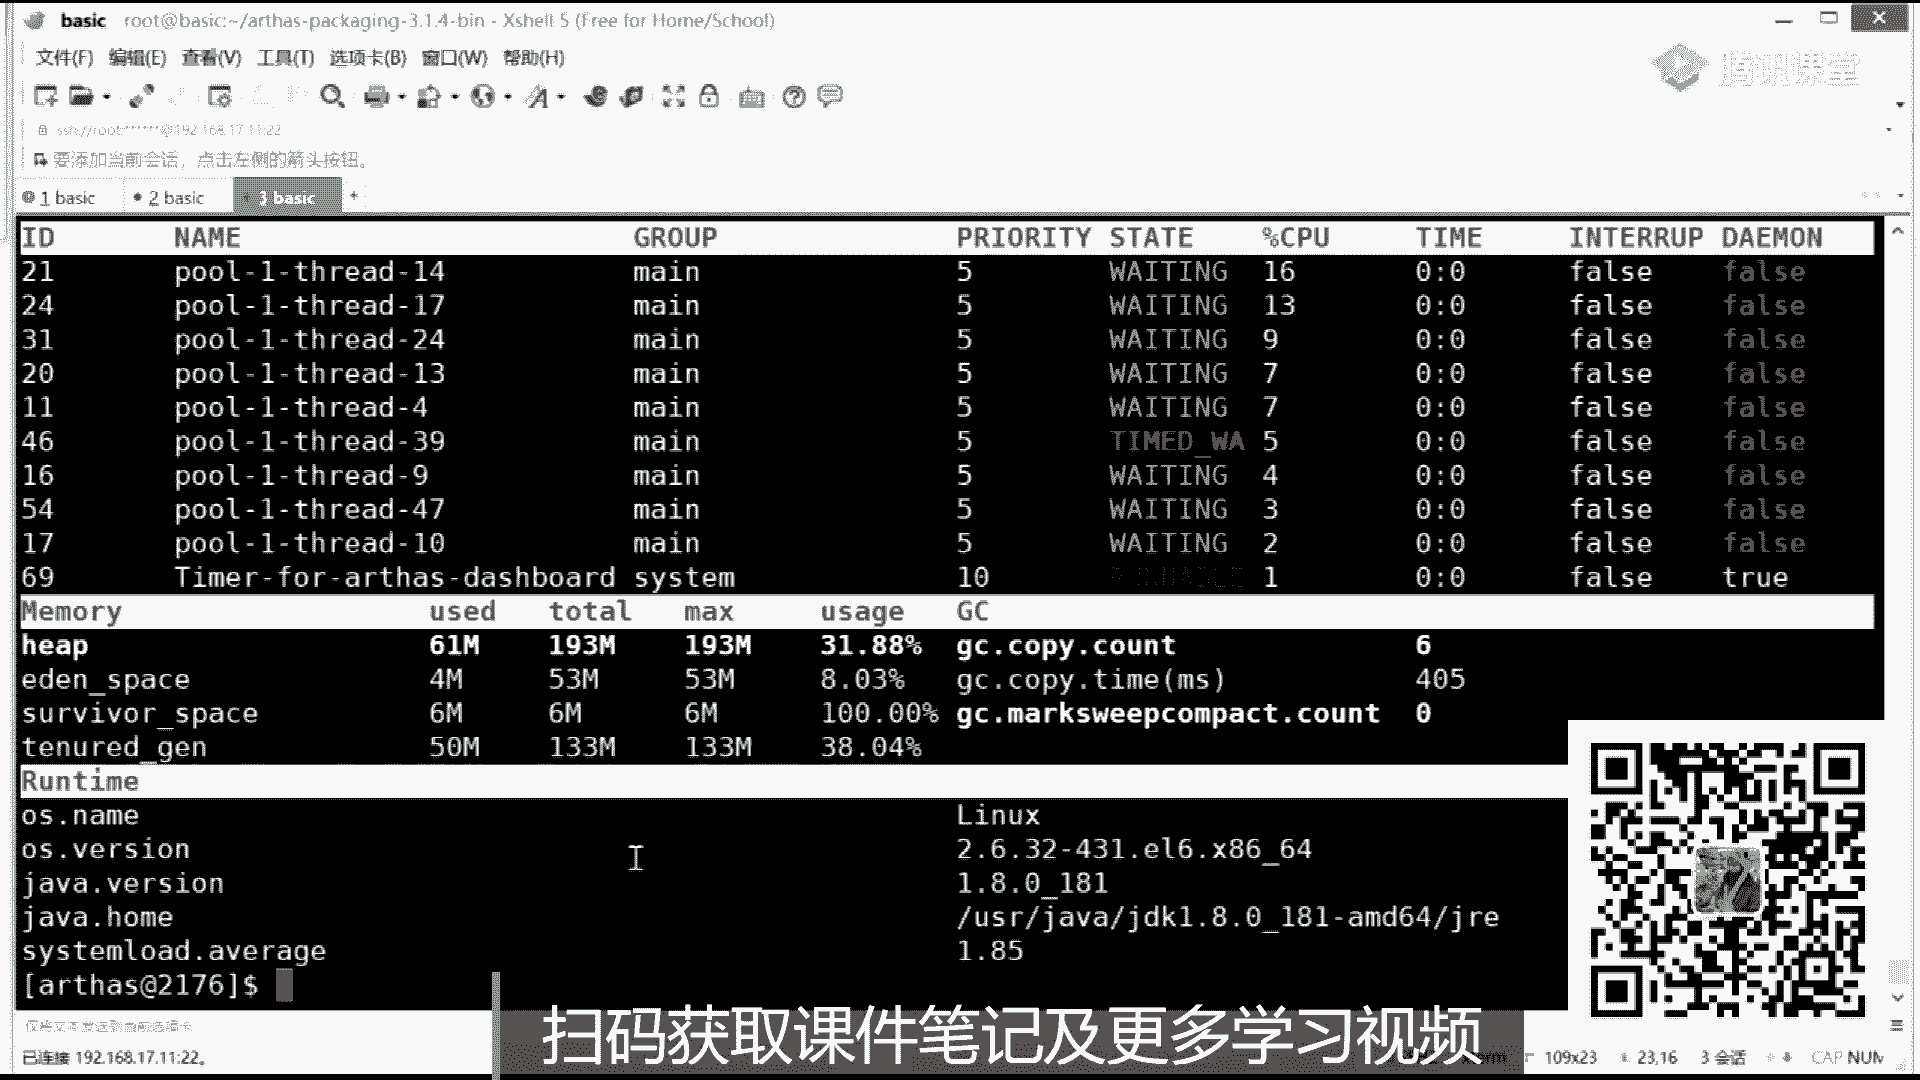 basic root@basic:~/arthas-packaging-3.1.4-bin - Xshell 5 (Free for Home/School)
文件(F) 编辑(E) 查看(V) 工具(T) 选项卡(B) 窗口(W) 帮助(H)
腾讯课堂
ssh://root:******@192.168.17.11:22
要添加当前会话，点击左侧的箭头按钮。
1 basic 2 basic 3 basic +
ID NAME GROUP PRIORITY STATE %CPU TIME INTERRUP DAEMON
21 pool-1-thread-14 main 5 WAITING 16 0:0 false false
24 pool-1-thread-17 main 5 WAITING 13 0:0 false false
31 pool-1-thread-24 main 5 WAITING 9 0:0 false false
20 pool-1-thread-13 main 5 WAITING 7 0:0 false false
11 pool-1-thread-4 main 5 WAITING 7 0:0 false false
46 pool-1-thread-39 main 5 TIMED_WA 5 0:0 false false
16 pool-1-thread-9 main 5 WAITING 4 0:0 false false
54 pool-1-thread-47 main 5 WAITING 3 0:0 false false
17 pool-1-thread-10 main 5 WAITING 2 0:0 false false
69 Timer-for-arthas-dashboard system 10 1 0:0 false true
Memory used total max usage GC
heap 61M 193M 193M 31.88% gc.copy.count 6
eden_space 4M 53M 53M 8.03% gc.copy.time(ms) 405
survivor_space 6M 6M 6M 100.00% gc.marksweepcompact.count 0
tenured_gen 50M 133M 133M 38.04%
Runtime
os.name Linux
os.version 2.6.32-431.el6.x86_64
java.version 1.8.0_181
java.home /usr/java/jdk1.8.0_181-amd64/jre
systemload.average 1.85
[arthas@2176]$
扫码获取课件笔记及更多学习视频
仅将文本发送到当前选项卡
已连接 192.168.17.11:22。 109x23 23,16 3 会话 CAP NUM